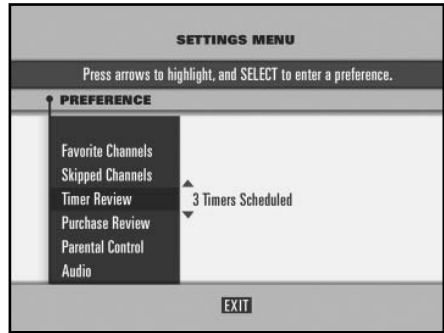 SETTINGS MENU
Press arrows to highlight, and SELECT to enter a preference.
PREFERENCE
Favorite Channels
Skipped Channels
Timer Review
3 Timers Scheduled
Purchase Review
Parental Control
Audio
EXIT